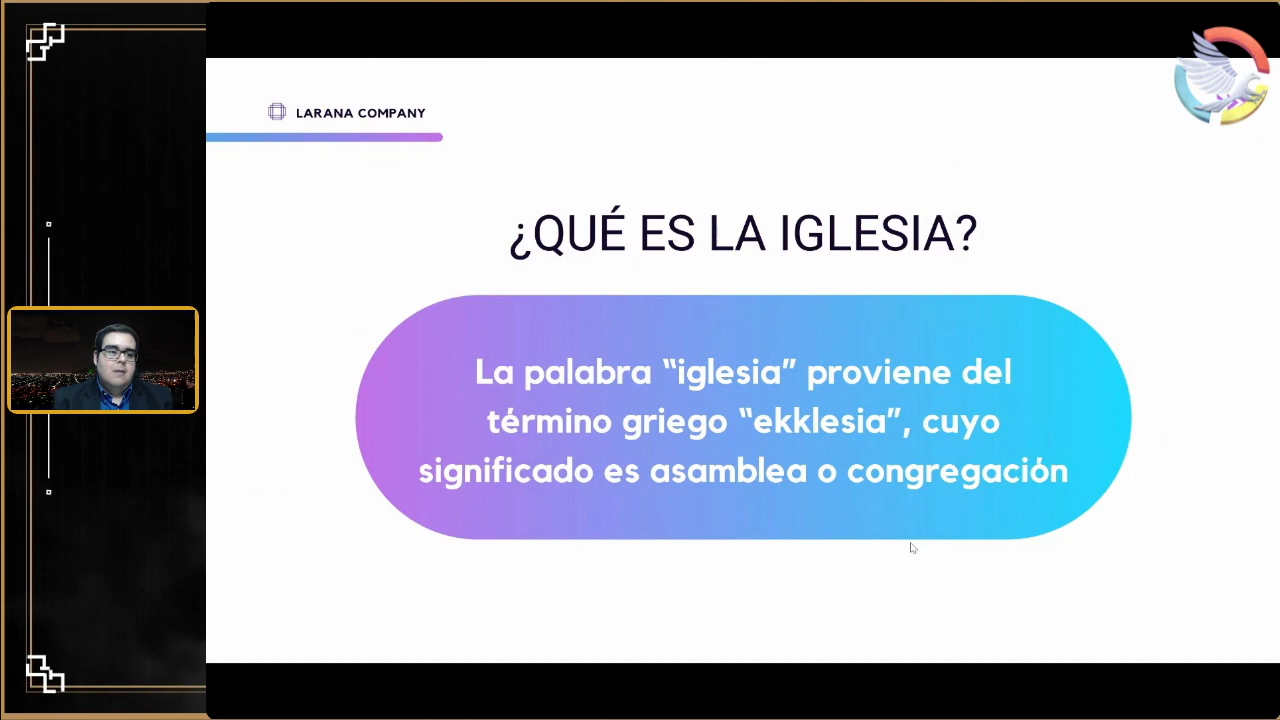 LARANA COMPANY
¿QUÉ ES LA IGLESIA?
La palabra “iglesia” proviene del
término griego “ekklesia”, cuyo
significado es asamblea o congregación